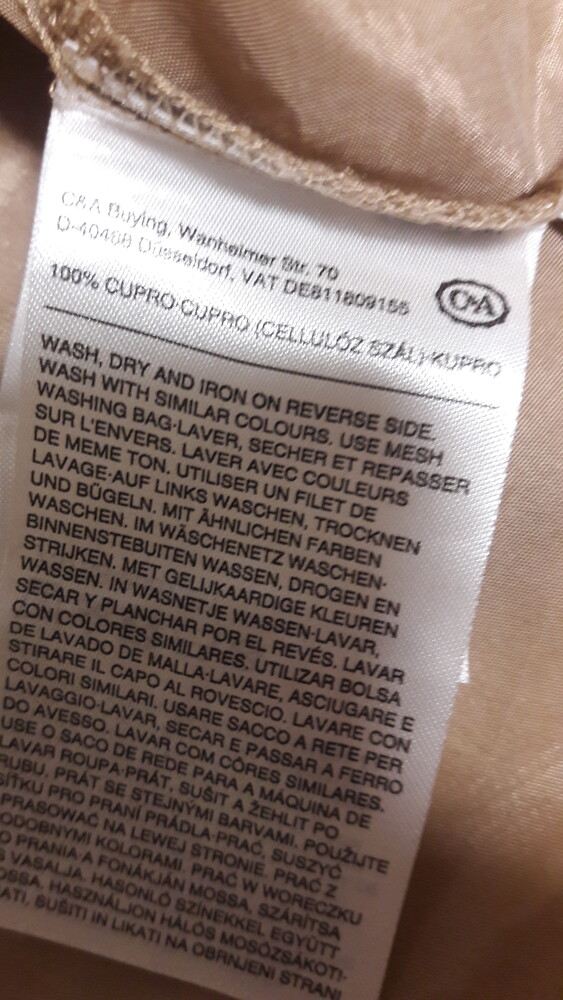 C&A Buying, Wanheimer Str. 70
D-40468 Düsseldorf, VAT DE811809155
C&A
100% CUPRO·CUPRO (CELLULÓZ SZÁL)·KUPRO
WASH, DRY AND IRON ON REVERSE SIDE.
WASH WITH SIMILAR COLOURS. USE MESH
WASHING BAG·LAVER, SECHER ET REPASSER
SUR L'ENVERS. LAVER AVEC COULEURS
DE MEME TON. UTILISER UN FILET DE
LAVAGE·AUF LINKS WASCHEN, TROCKNEN
UND BÜGELN. MIT ÄHNLICHEN FARBEN
WASCHEN. IM WÄSCHENETZ WASCHEN·
BINNENSTEBUITEN WASSEN, DROGEN EN
STRIJKEN. MET GELIJKAARDIGE KLEUREN
WASSEN. IN WASNETJE WASSEN·LAVAR,
SECAR Y PLANCHAR POR EL REVÉS. LAVAR
CON COLORES SIMILARES. UTILIZAR BOLSA
DE LAVADO DE MALLA·LAVARE, ASCIUGARE E
STIRARE IL CAPO AL ROVESCIO. LAVARE CON
COLORI SIMILARI. USARE SACCO A RETE PER
LAVAGGIO·LAVAR, SECAR E PASSAR A FERRO
DO AVESSO. LAVAR COM CÔRES SIMILARES.
USE O SACO DE REDE PARA A MÁQUINA DE
LAVAR ROUPA·PRÁT, SUŠIT A ŽEHLIT PO
RUBU. PRÁT SE STEJNÝMI BARVAMI. POUŽIJTE
SÍŤKU PRO PRANÍ PRÁDLA·PRAĆ, SUSZYĆ
PRASOWAĆ NA LEWEJ STRONIE. PRAĆ Z
ODOBNYMI KOLORAMI. PRAĆ W WORECZKU
O PRANIA·A FONÁKJÁN MOSSA, SZÁRÍTSA
S VASALJA. HASONLÓ SZÍNEKKEL EGYÜTT
OSSA. HASZNÁLJON HÁLÓS MOSÓZSÁKOT!·
ATI, SUŠITI IN LIKATI NA OBRNJENI STRANI